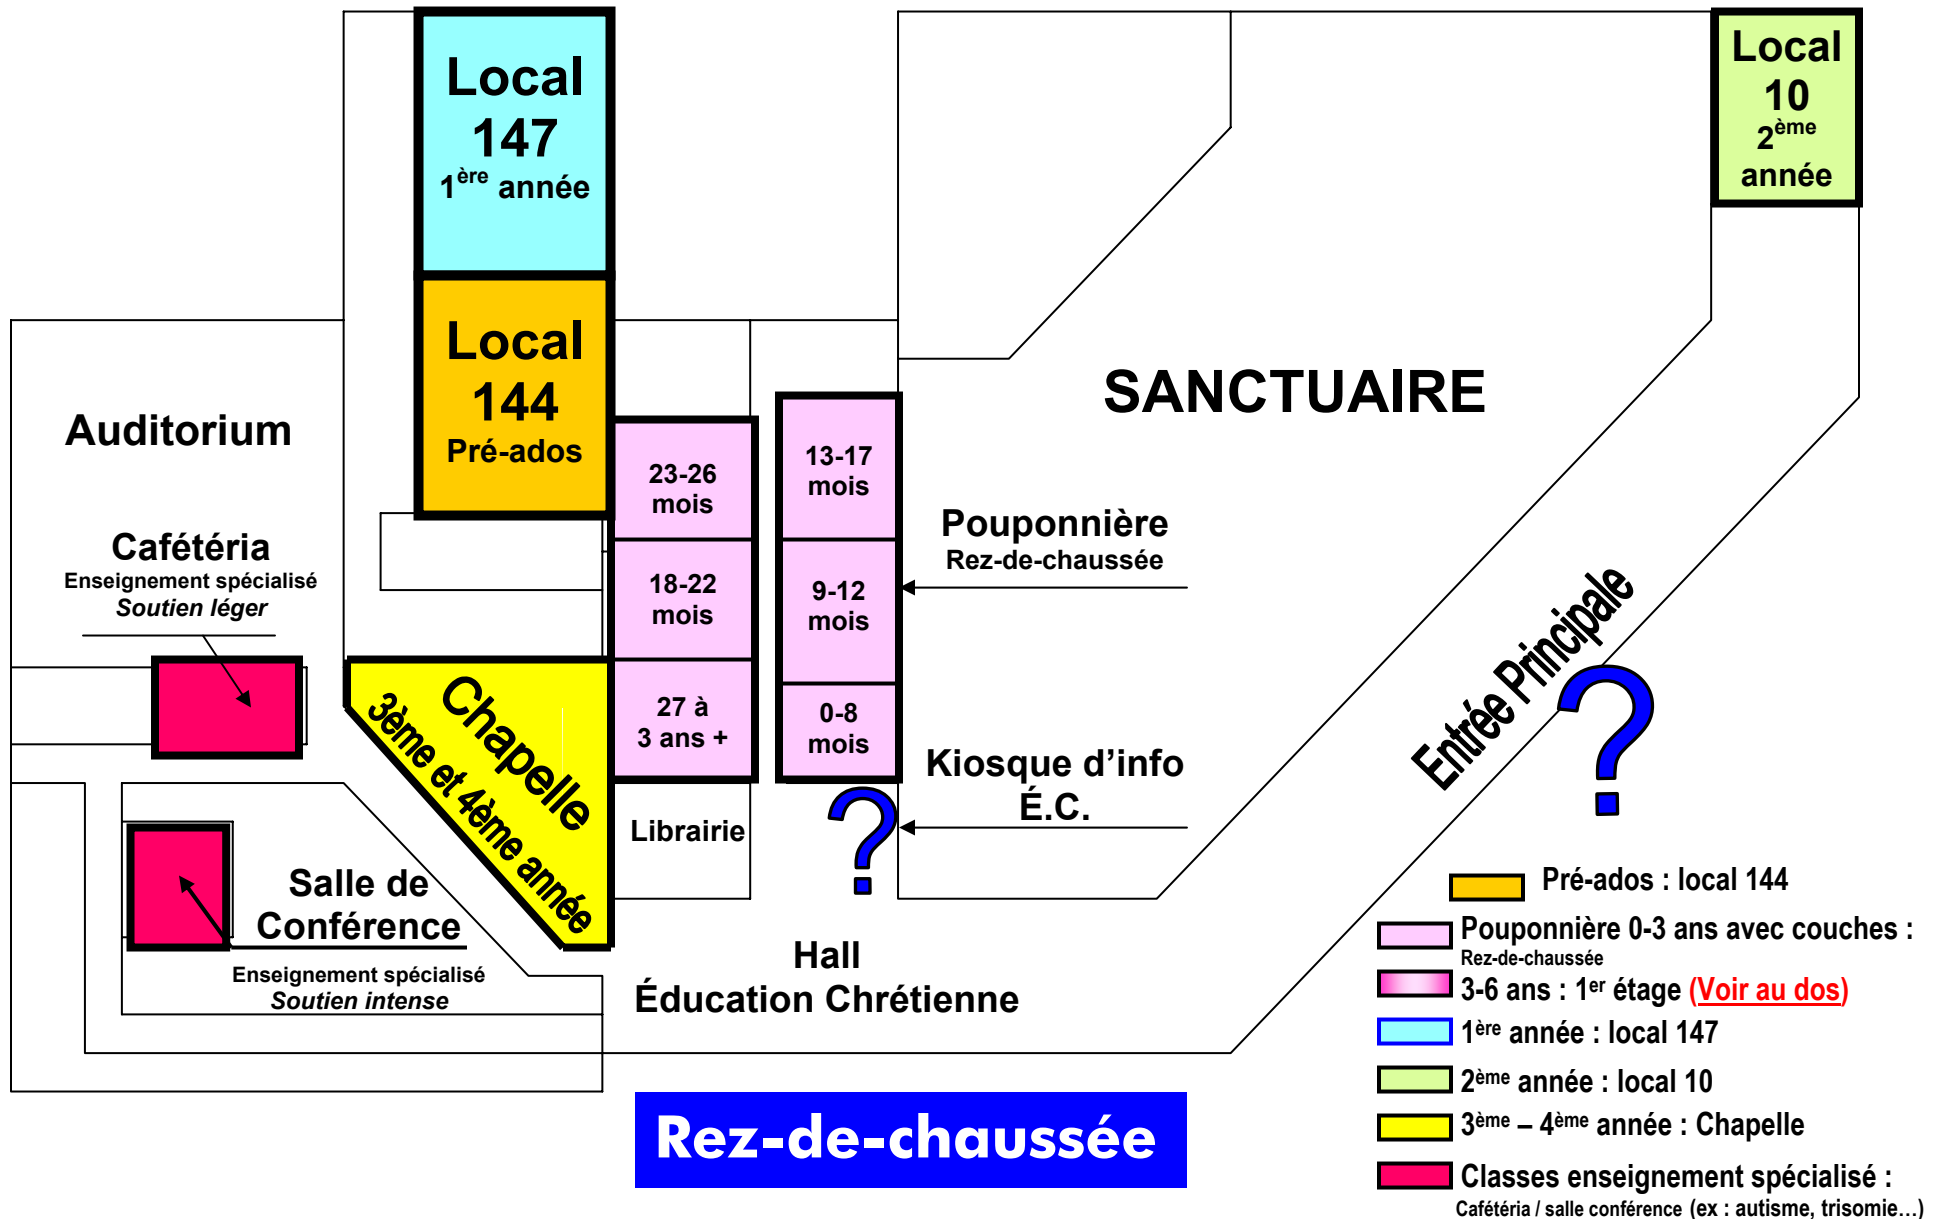 Local
147
1ère année
Local
10
2ème
année
Local
144
Pré-ados
SANCTUAIRE
Auditorium
23-26
mois
13-17
mois
Pouponnière
Rez-de-chaussée
Cafétéria
Enseignement spécialisé
Soutien léger
18-22
mois
9-12
mois
Entrée Principale
?
Chapelle
3ème et 4ème année
27 à
3 ans +
0-8
mois
Kiosque d’info
É.C.
Librairie
?
Salle de
Conférence
Enseignement spécialisé
Soutien intense
Hall
Éducation Chrétienne
Pré-ados : local 144
Pouponnière 0-3 ans avec couches :
Rez-de-chaussée
3-6 ans : 1er étage (Voir au dos)
1ère année : local 147
2ème année : local 10
3ème – 4ème année : Chapelle
Classes enseignement spécialisé :
Cafétéria / salle conférence (ex : autisme, trisomie…)
Rez-de-chaussée